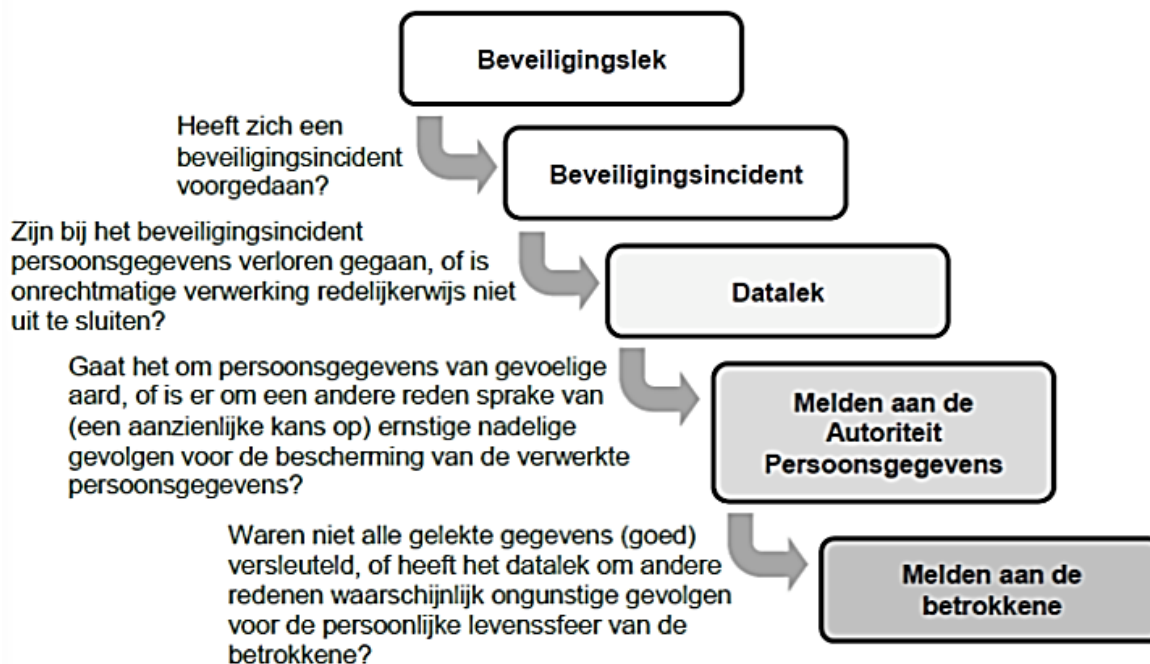 Beveiligingslek
Heeft zich een
beveiligingsincident
voorgedaan?
Beveiligingsincident
Zijn bij het beveiligingsincident
persoonsgegevens verloren gegaan, of is
onrechtmatige verwerking redelijkerwijs niet
uit te sluiten?
Datalek
Gaat het om persoonsgegevens van gevoelige
aard, of is er om een andere reden sprake van
(een aanzienlijke kans op) ernstige nadelige
gevolgen voor de bescherming van de verwerkte
persoonsgegevens?
Melden aan de
Autoriteit
Persoonsgegevens
Waren niet alle gelekte gegevens (goed)
versleuteld, of heeft het datalek om andere
redenen waarschijnlijk ongunstige gevolgen
voor de persoonlijke levenssfeer van de
betrokkene?
Melden aan de
betrokkene